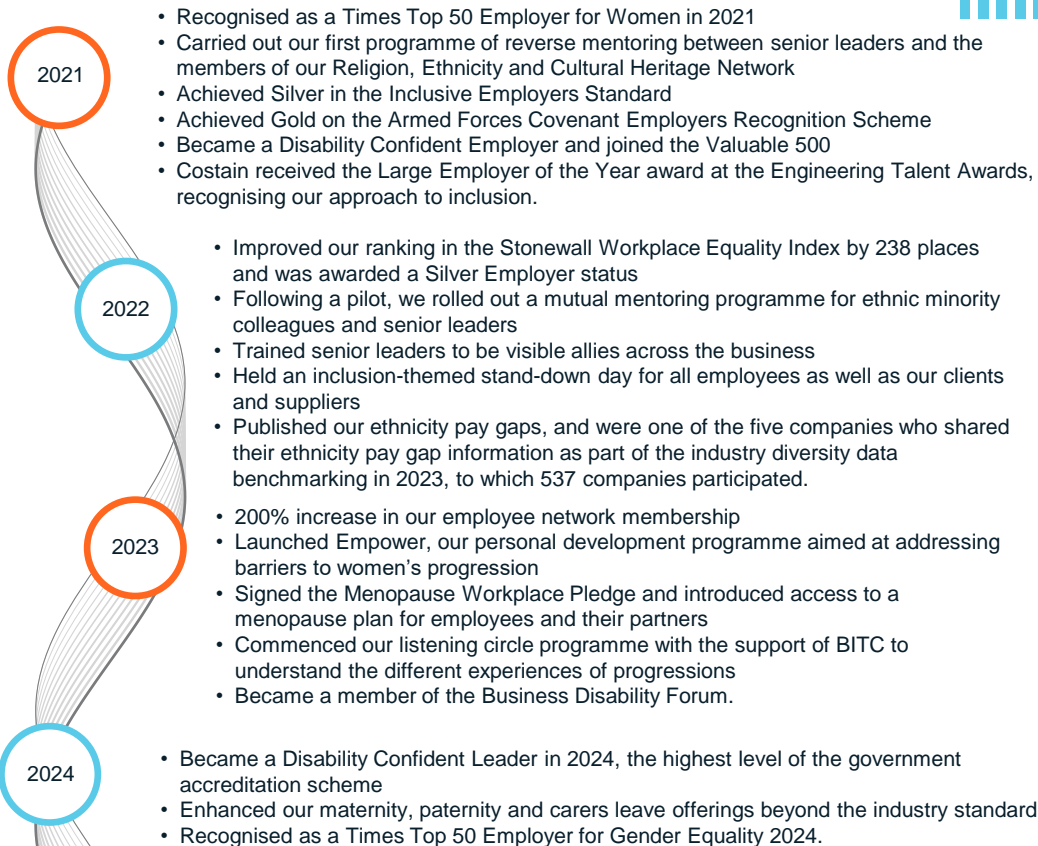 2021
• Recognised as a Times Top 50 Employer for Women in 2021
• Carried out our first programme of reverse mentoring between senior leaders and the
members of our Religion, Ethnicity and Cultural Heritage Network
• Achieved Silver in the Inclusive Employers Standard
• Achieved Gold on the Armed Forces Covenant Employers Recognition Scheme
• Became a Disability Confident Employer and joined the Valuable 500
• Costain received the Large Employer of the Year award at the Engineering Talent Awards,
recognising our approach to inclusion.
2022
• Improved our ranking in the Stonewall Workplace Equality Index by 238 places
and was awarded a Silver Employer status
• Following a pilot, we rolled out a mutual mentoring programme for ethnic minority
colleagues and senior leaders
• Trained senior leaders to be visible allies across the business
• Held an inclusion-themed stand-down day for all employees as well as our clients
and suppliers
• Published our ethnicity pay gaps, and were one of the five companies who shared
their ethnicity pay gap information as part of the industry diversity data
benchmarking in 2023, to which 537 companies participated.
2023
• 200% increase in our employee network membership
• Launched Empower, our personal development programme aimed at addressing
barriers to women’s progression
• Signed the Menopause Workplace Pledge and introduced access to a
menopause plan for employees and their partners
• Commenced our listening circle programme with the support of BITC to
understand the different experiences of progressions
• Became a member of the Business Disability Forum.
2024
• Became a Disability Confident Leader in 2024, the highest level of the government
accreditation scheme
• Enhanced our maternity, paternity and carers leave offerings beyond the industry standard
• Recognised as a Times Top 50 Employer for Gender Equality 2024.